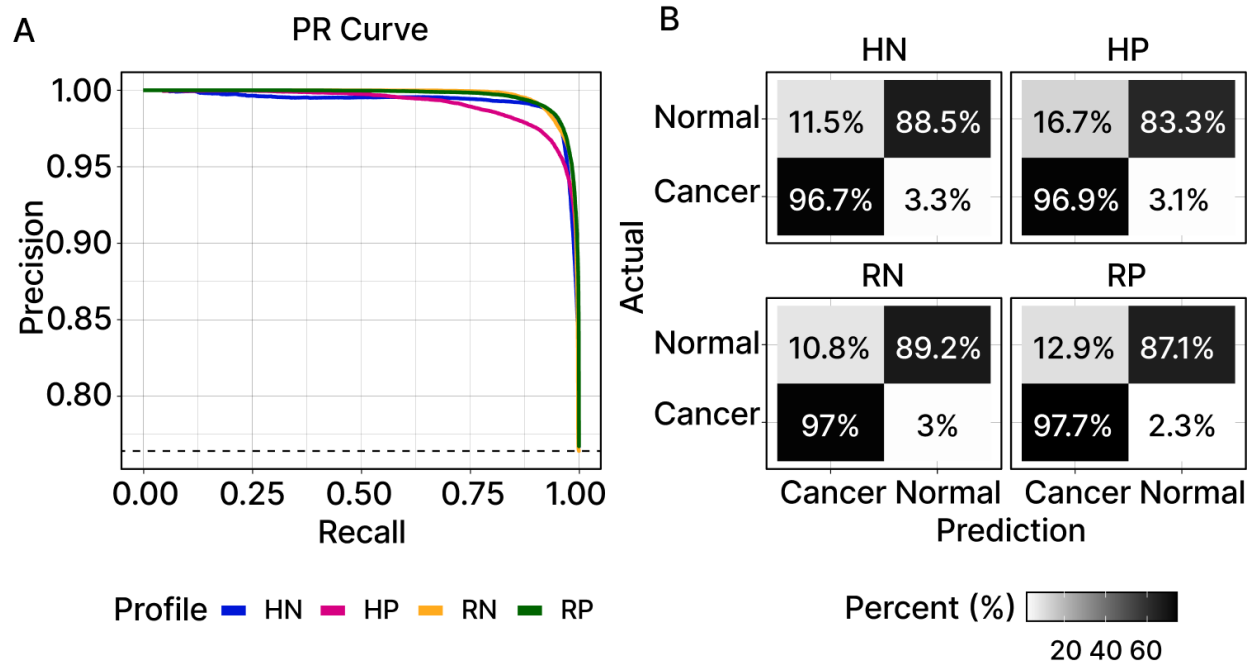 A
PR Curve
1.00
0.95
0.90
0.85
0.80
Precision
0.00 0.25 0.50 0.75 1.00
Recall
Profile HN HP RN RP
B
HN HP
Normal 11.5% 88.5% 16.7% 83.3%
Cancer 96.7% 3.3% 96.9% 3.1%
Actual
RN RP
Normal 10.8% 89.2% 12.9% 87.1%
Cancer 97% 3% 97.7% 2.3%
Cancer Normal Cancer Normal
Prediction
Percent (%)
20 40 60